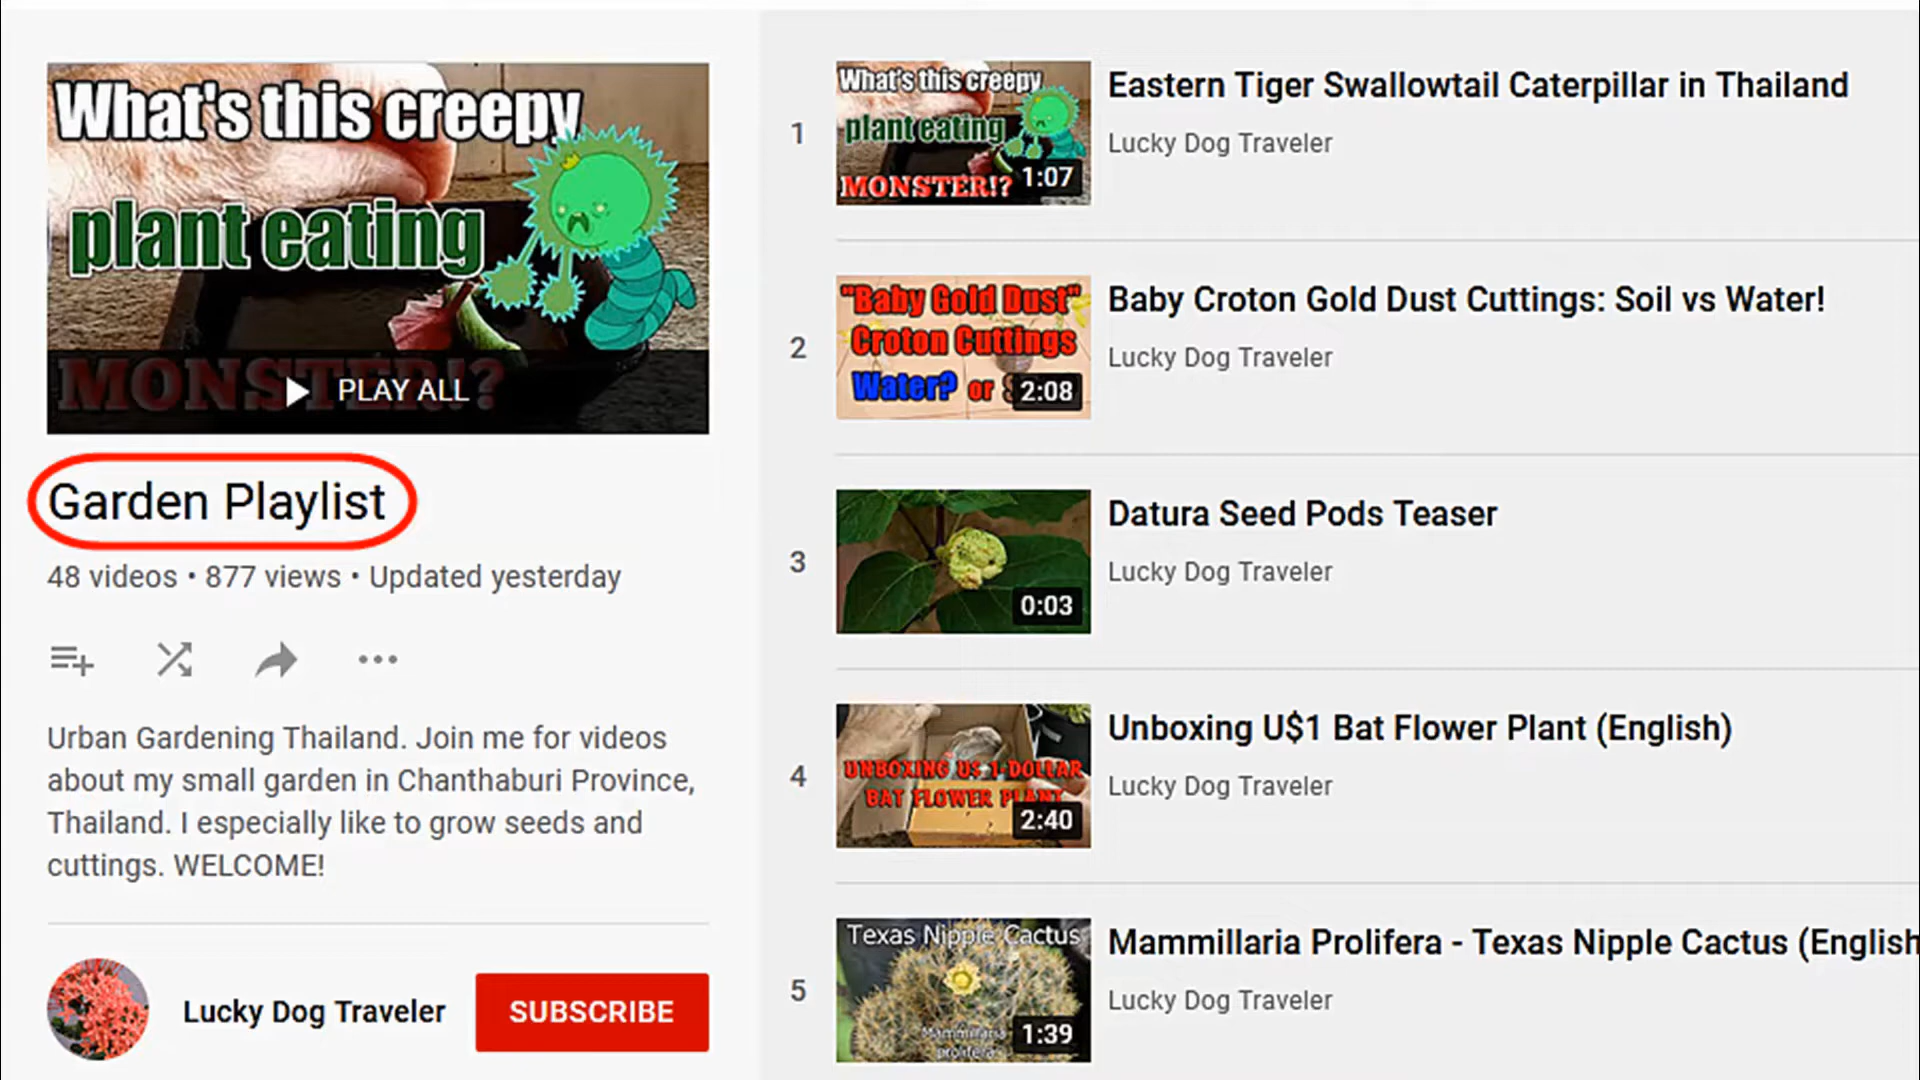 What's this creepy
plant eating
MONSTER!?
PLAY ALL
Garden Playlist
48 videos • 877 views • Updated yesterday
Urban Gardening Thailand. Join me for videos
about my small garden in Chanthaburi Province,
Thailand. I especially like to grow seeds and
cuttings. WELCOME!
Lucky Dog Traveler
SUBSCRIBE
1
What's this creepy
plant eating
MONSTER!?
1:07
Eastern Tiger Swallowtail Caterpillar in Thailand
Lucky Dog Traveler
2
"Baby Gold Dust"
Croton Cuttings
Water? or
2:08
Baby Croton Gold Dust Cuttings: Soil vs Water!
Lucky Dog Traveler
3
0:03
Datura Seed Pods Teaser
Lucky Dog Traveler
4
UNBOXING U$ 1-DOLLAR
BAT FLOWER PLANT
2:40
Unboxing U$1 Bat Flower Plant (English)
Lucky Dog Traveler
5
Texas Nipple Cactus
Mammillaria
prolifera
1:39
Mammillaria Prolifera - Texas Nipple Cactus (English
Lucky Dog Traveler